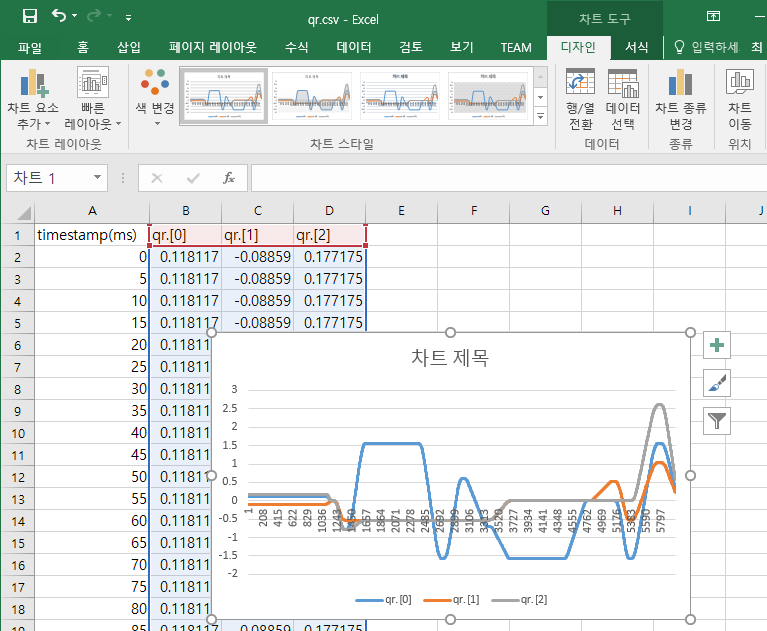 qr.csv - Excel
차트 도구
파일 홈 삽입 페이지 레이아웃 수식 데이터 검토 보기 TEAM 디자인 서식 입력하세 최
차트 요소 추가
빠른 레이아웃
색 변경
행/열 전환
데이터 선택
차트 종류 변경
차트 이동
차트 레이아웃 차트 스타일 데이터 종류 위치
차트 1 fx
A B C D E F G H I J
1 timestamp(ms) qr.[0] qr.[1] qr.[2]
2 0 0.118117 -0.08859 0.177175
3 5 0.118117 -0.08859 0.177175
4 10 0.118117 -0.08859 0.177175
5 15 0.118117 -0.08859 0.177175
6 20 0.11811
7 25 0.11811
8 30 0.11811
9 35 0.11811
10 40 0.11811
11 45 0.11811
12 50 0.11811
13 55 0.11811
14 60 0.11811
15 65 0.11811
16 70 0.11811
17 75 0.11811
18 80 0.11811
19 85 0.118117 -0.08859 0.177175
차트 제목
3
2.5
2
1.5
1
0.5
0
-0.5
-1
-1.5
-2
1 208 415 622 829 1036 1243 1450 1657 1864 2071 2278 2485 2692 2899 3106 3313 3520 3727 3934 4141 4348 4555 4762 4969 5176 5383 5590 5797
qr.[0] qr.[1] qr.[2]